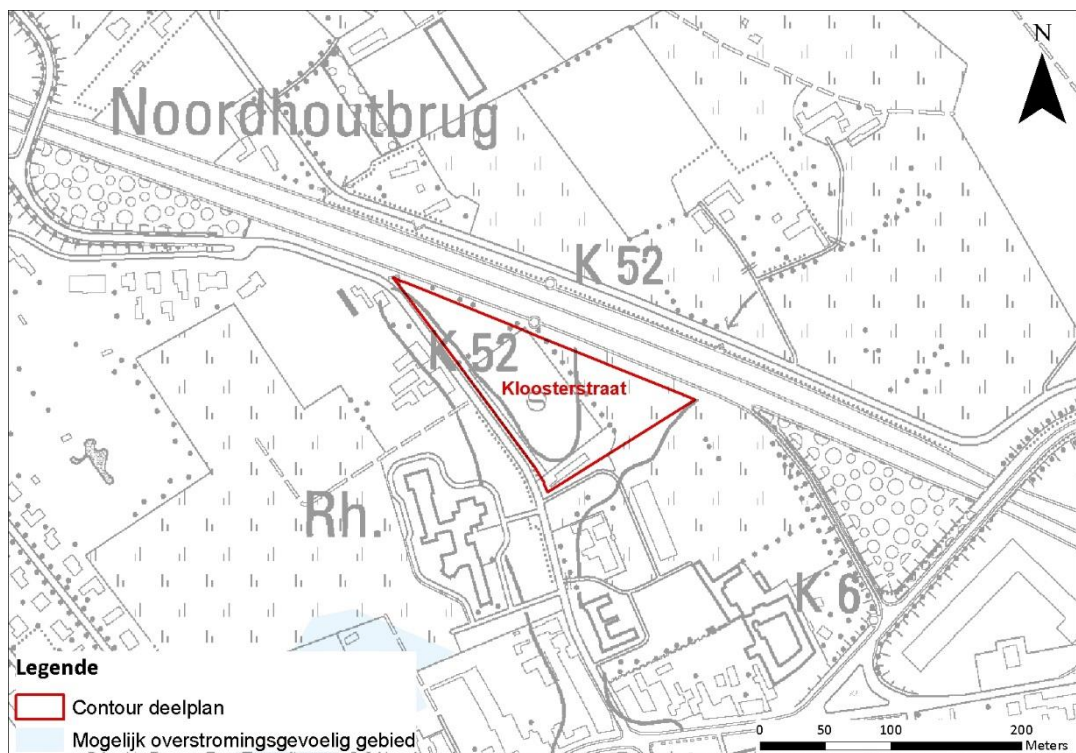 N
Noordhoutbrug
K 52
K 52
Kloosterstraat
Rh.
K 6
Legende
Contour deelplan
Mogelijk overstromingsgevoelig gebied
0 50 100 200
Meters